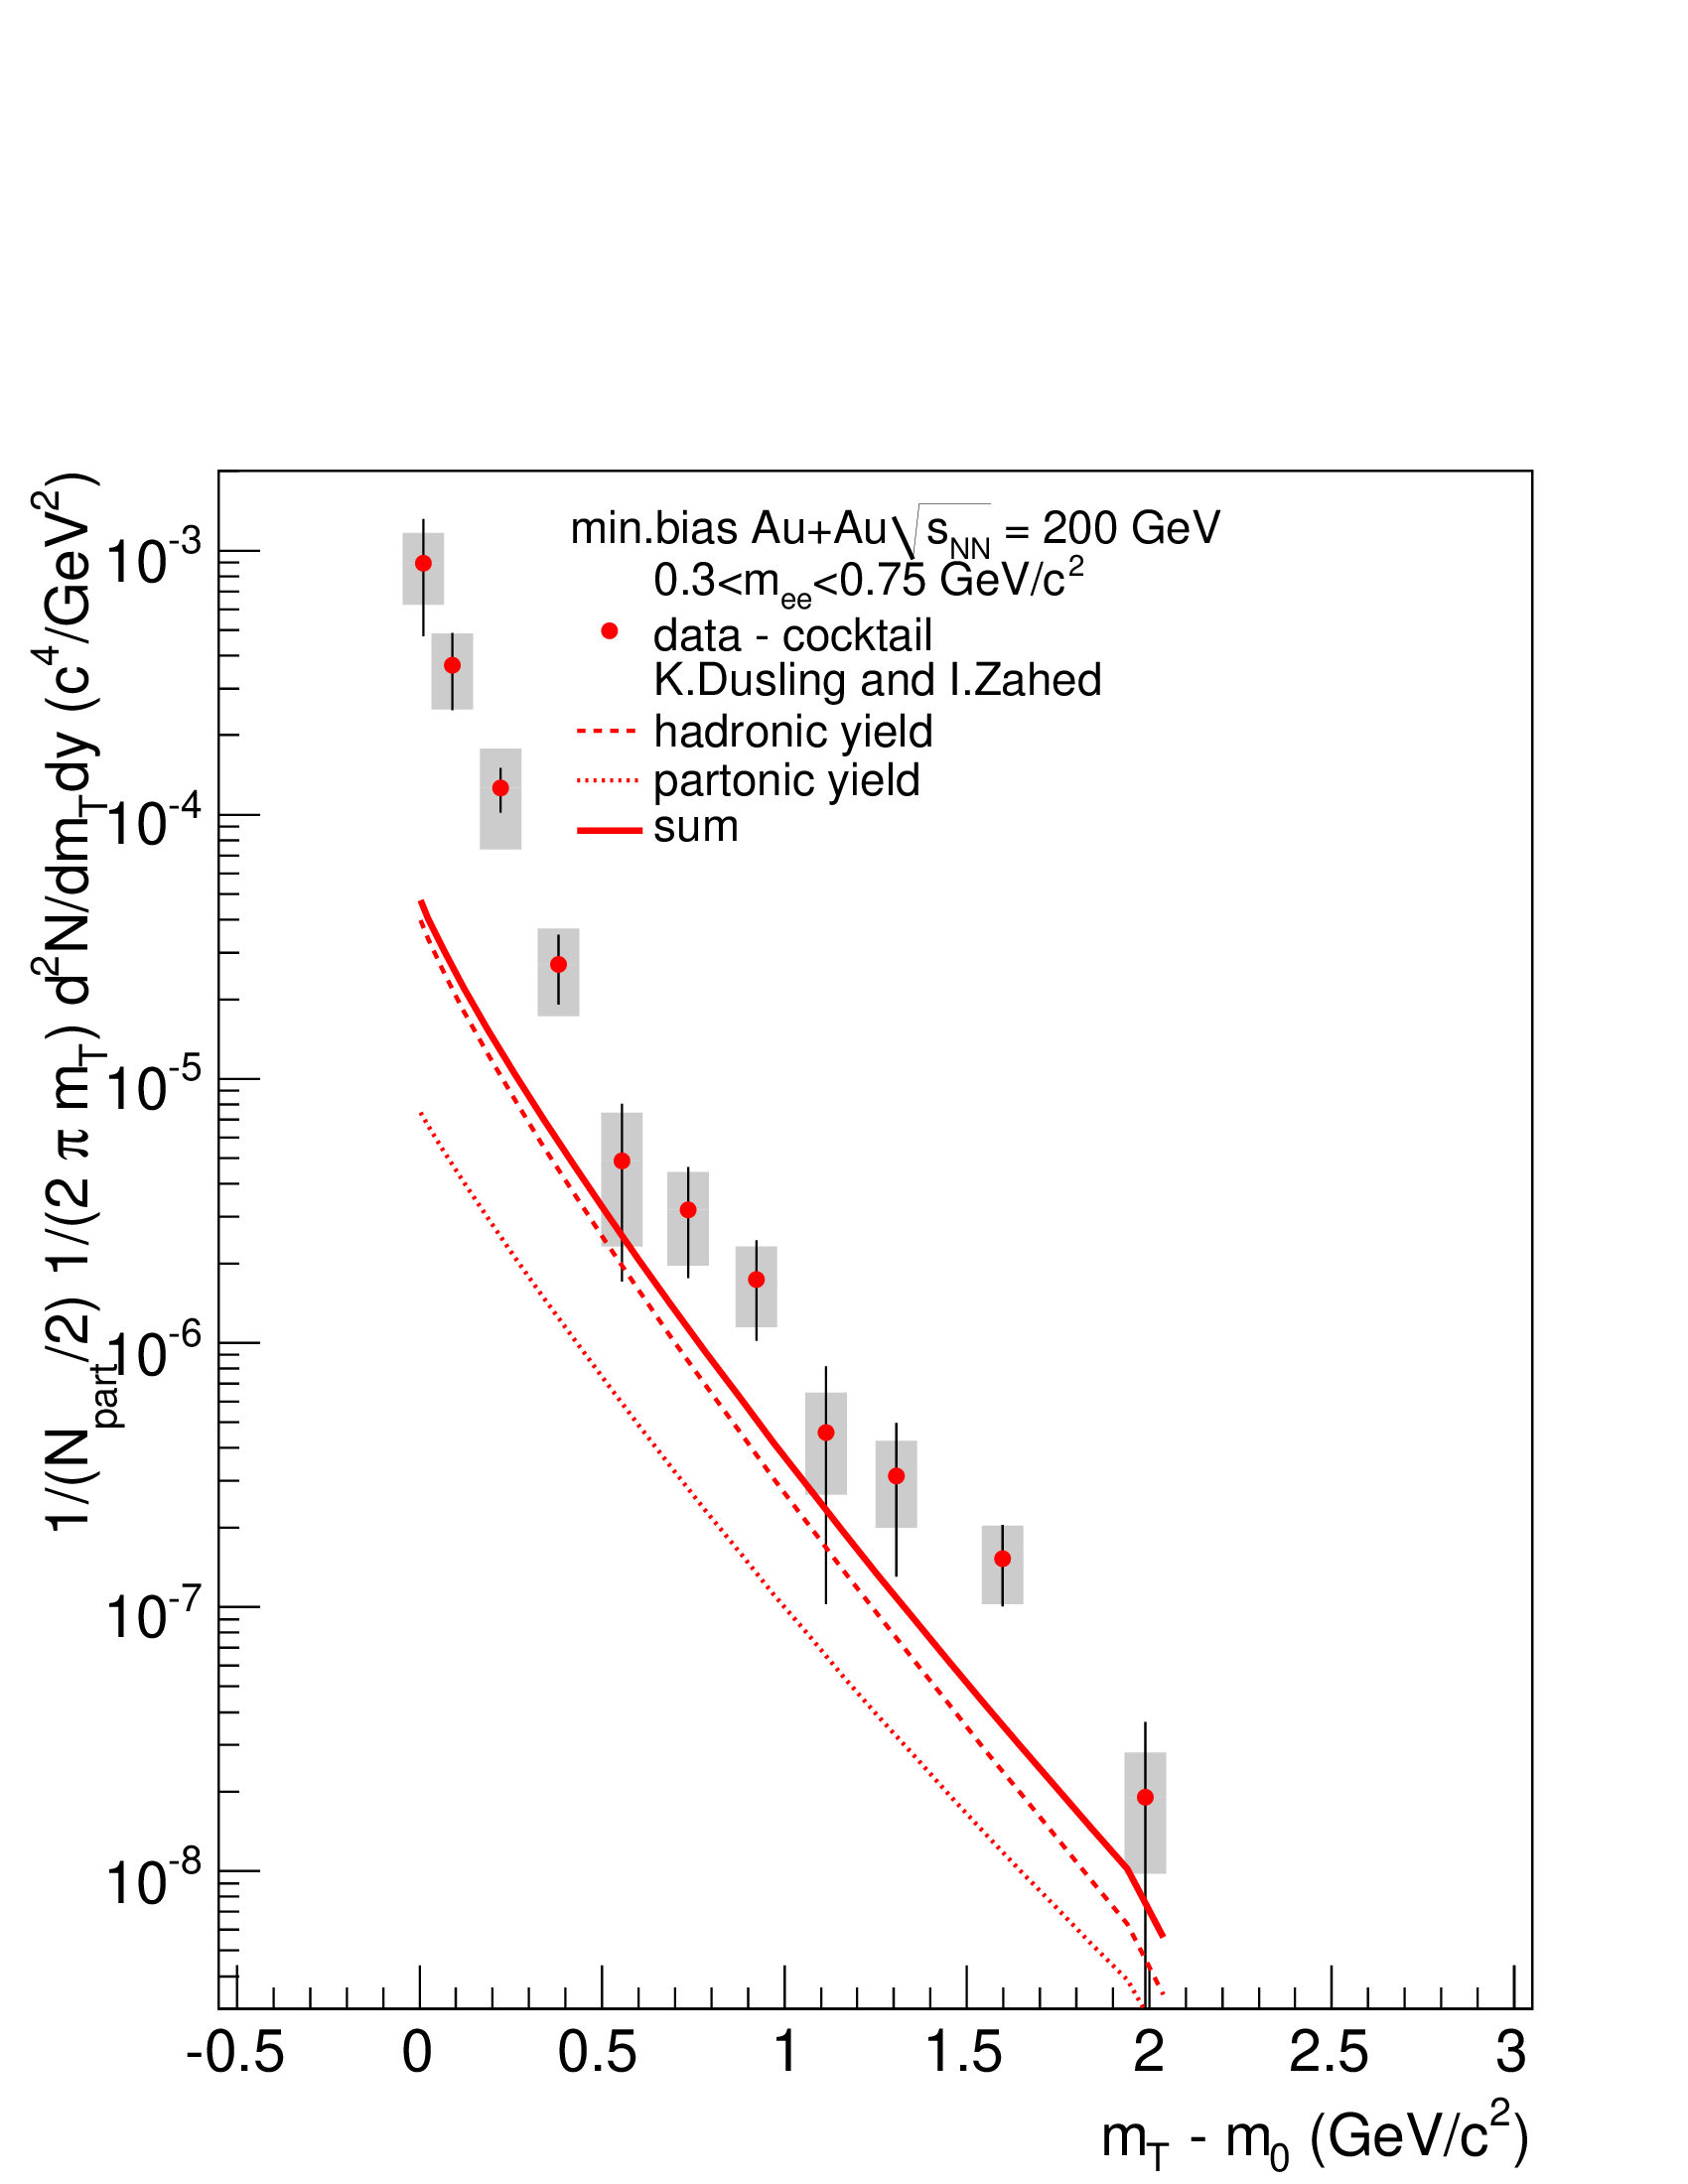 min.bias Au+Au √s_NN = 200 GeV
0.3<m_ee<0.75 GeV/c²
data - cocktail
K.Dusling and I.Zahed
hadronic yield
partonic yield
sum
1/(N_part/2) 1/(2 π m_T) d²N/dm_Tdy (c⁴/GeV²)
10⁻³
10⁻⁴
10⁻⁵
10⁻⁶
10⁻⁷
10⁻⁸
-0.5 0 0.5 1 1.5 2 2.5 3
m_T - m_0 (GeV/c²)